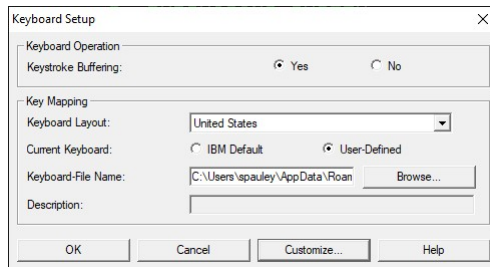 Keyboard Setup
Keyboard Operation
Keystroke Buffering: Yes No
Key Mapping
Keyboard Layout: United States
Current Keyboard: IBM Default User-Defined
Keyboard-File Name: C:\Users\spauley\AppData\Roan Browse...
Description:
OK Cancel Customize... Help